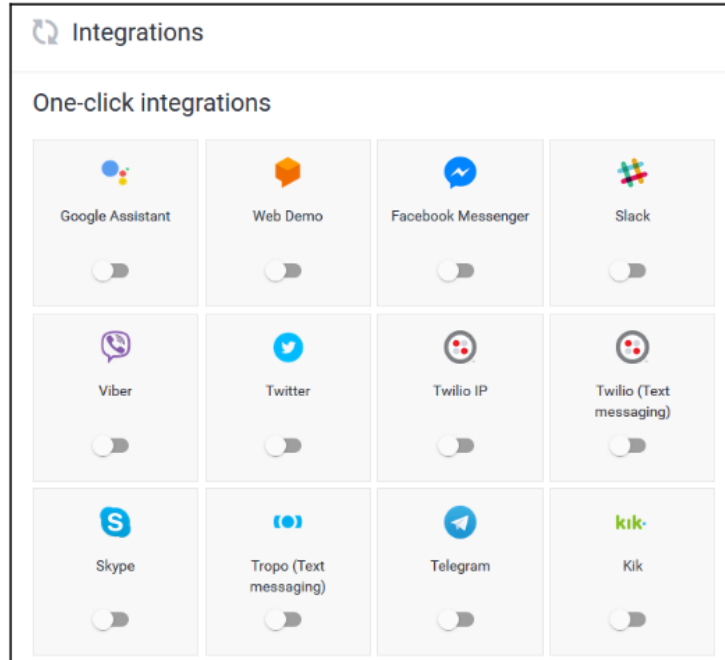 Integrations
One-click integrations
Google Assistant
Web Demo
Facebook Messenger
Slack
Viber
Twitter
Twilio IP
Twilio (Text
messaging)
S
Skype
Tropo (Text
messaging)
Telegram
kik·
Kik